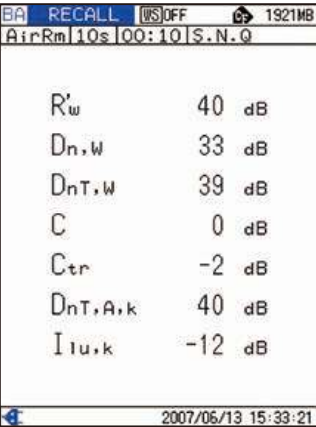 BA RECALL WS OFF 1921MB
AirRm 10s 00:10 S.N.Q
R'w 40 dB
Dn,w 33 dB
DnT,w 39 dB
C 0 dB
Ctr -2 dB
DnT,A,k 40 dB
Ilu,k -12 dB
2007/06/13 15:33:21